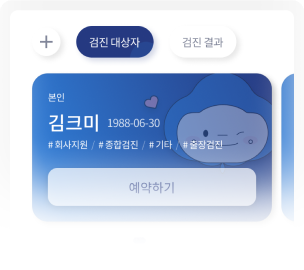 + 검진 대상자 검진 결과
본인
김크미 1988-06-30
# 회사지원 / # 종합검진 / # 기타 / # 출장검진
예약하기